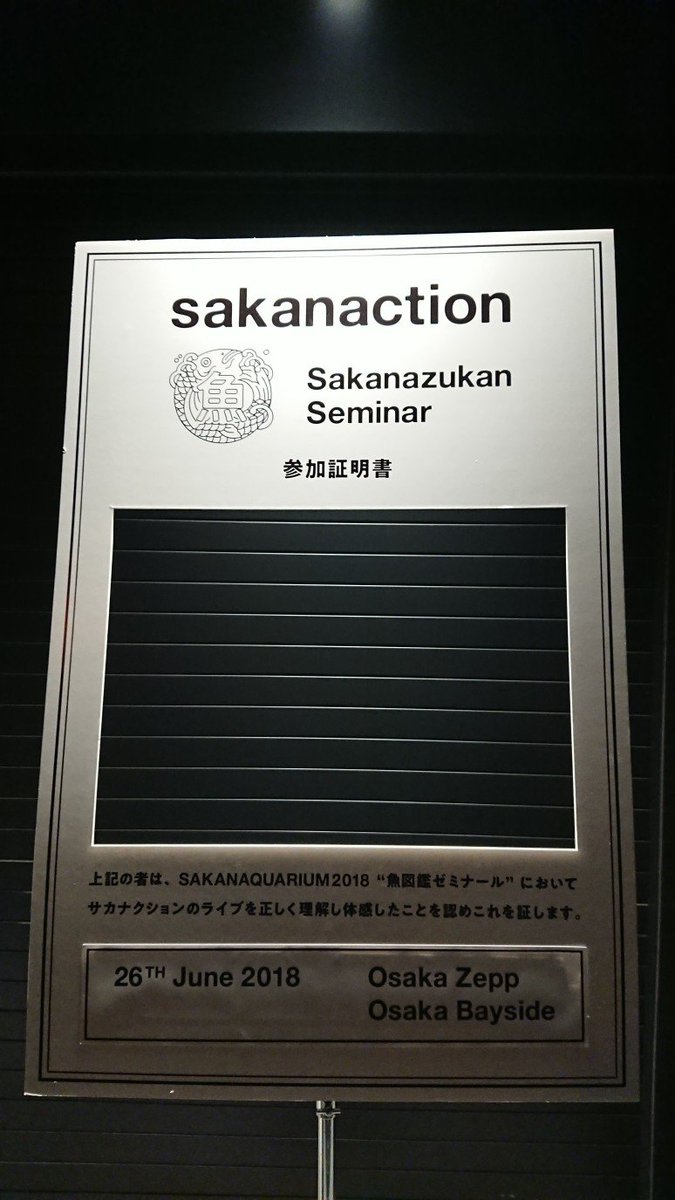 sakanaction
魚
Sakanazukan
Seminar
参加証明書
上記の者は、SAKANAQUARIUM2018 “魚図鑑ゼミナール” において
サカナクションのライブを正しく理解し体感したことを認めこれを証します。
26TH June 2018
Osaka Zepp
Osaka Bayside